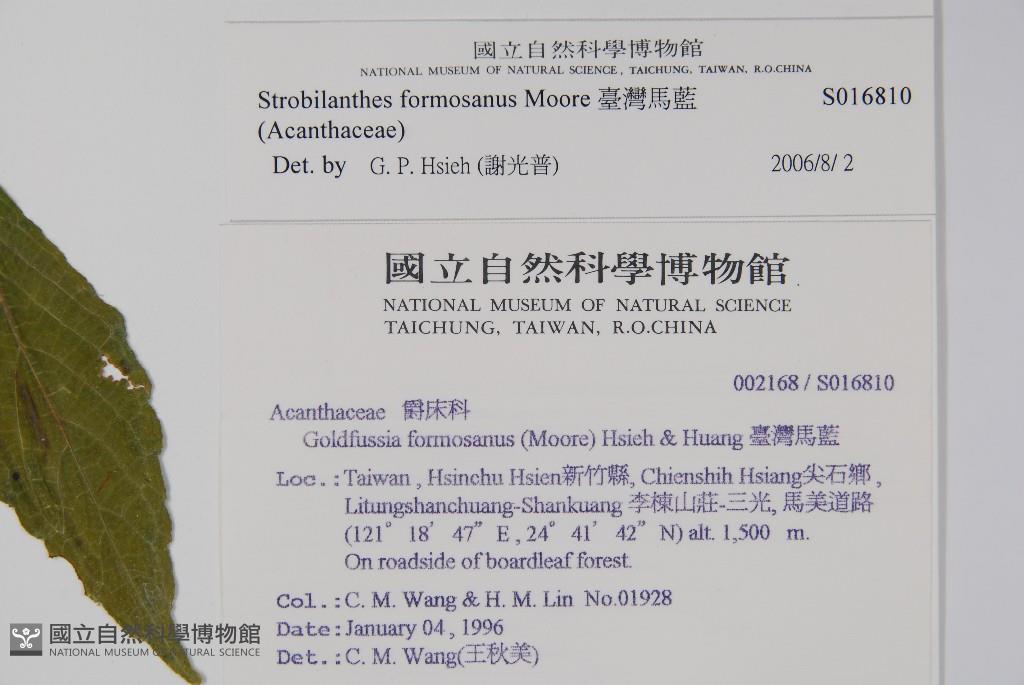 國立自然科學博物館
NATIONAL MUSEUM OF NATURAL SCIENCE, TAICHUNG, TAIWAN, R.O.CHINA
Strobilanthes formosanus Moore 臺灣馬藍 S016810
(Acanthaceae)
Det. by G. P. Hsieh (謝光普) 2006/8/ 2
國立自然科學博物館
NATIONAL MUSEUM OF NATURAL SCIENCE
TAICHUNG, TAIWAN, R.O.CHINA
002168 / S016810
Acanthaceae 爵床科
Goldfussia formosanus (Moore) Hsieh & Huang 臺灣馬藍
Loc.:Taiwan , Hsinchu Hsien新竹縣, Chienshih Hsiang尖石鄉 ,
Litungshanchuang-Shankuang 李棟山莊-三光, 馬美道路
(121° 18′ 47″ E , 24° 41′ 42″ N) alt. 1,500 m.
On roadside of boardleaf forest.
Col.:C. M. Wang & H. M. Lin No.01928
Date:January 04 , 1996
Det.:C. M. Wang(王秋美)
國立自然科學博物館
NATIONAL MUSEUM OF NATURAL SCIENCE